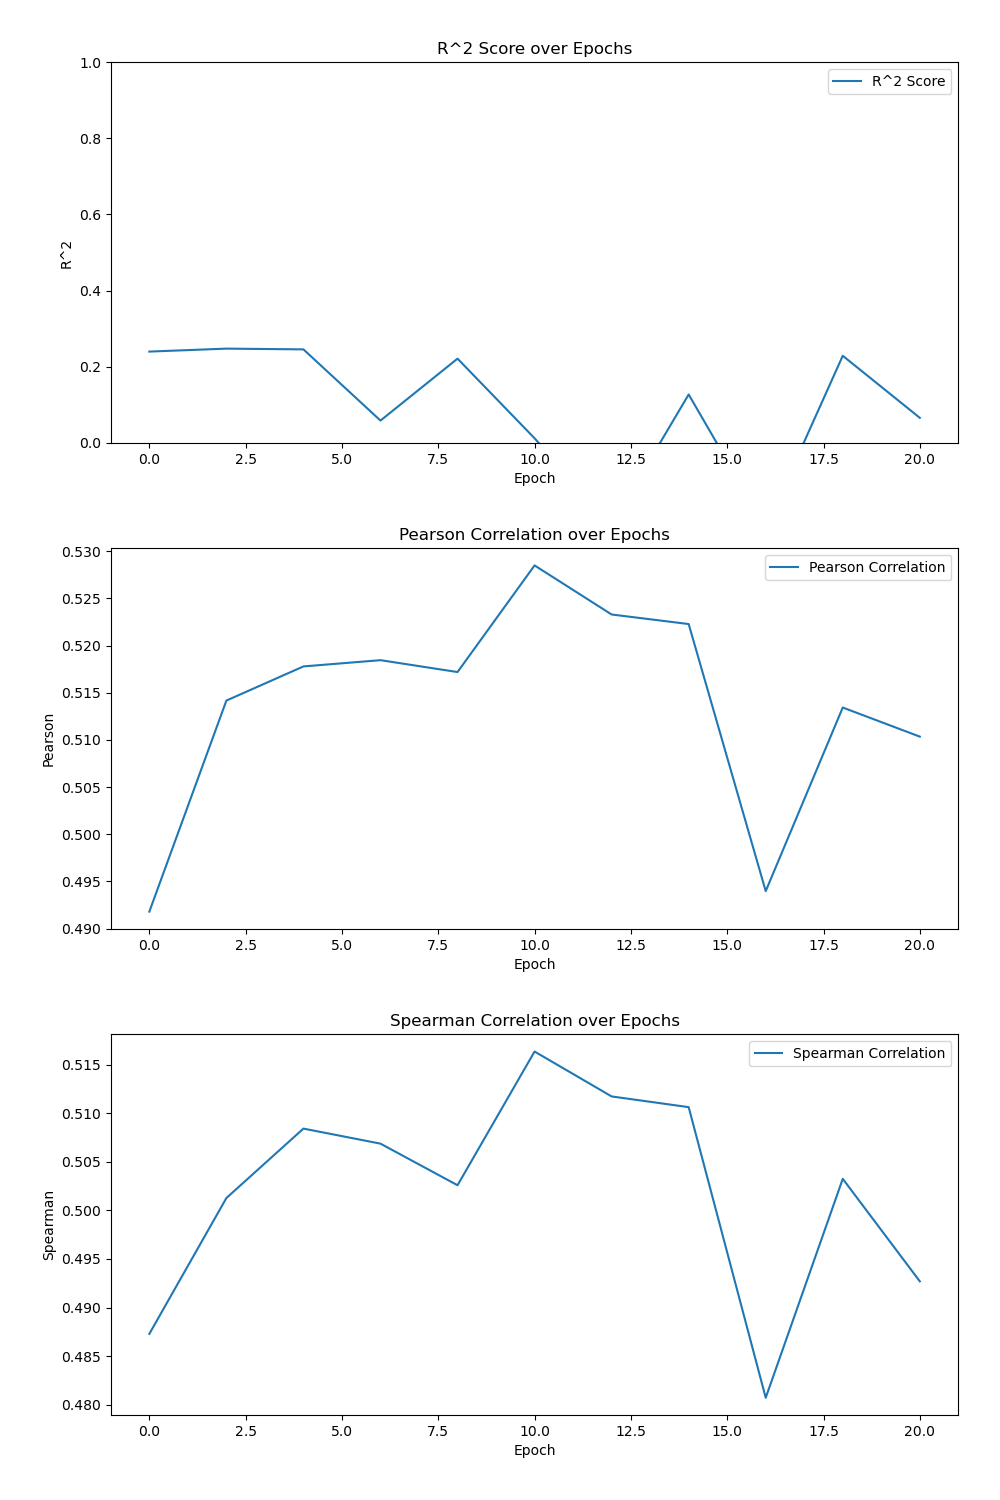 R^2 Score over Epochs
R^2 Score
1.0
0.8
0.6
0.4
0.2
0.0
R^2
0.0 2.5 5.0 7.5 10.0 12.5 15.0 17.5 20.0
Epoch
Pearson Correlation over Epochs
Pearson Correlation
0.530
0.525
0.520
0.515
0.510
0.505
0.500
0.495
0.490
Pearson
0.0 2.5 5.0 7.5 10.0 12.5 15.0 17.5 20.0
Epoch
Spearman Correlation over Epochs
Spearman Correlation
0.515
0.510
0.505
0.500
0.495
0.490
0.485
0.480
Spearman
0.0 2.5 5.0 7.5 10.0 12.5 15.0 17.5 20.0
Epoch